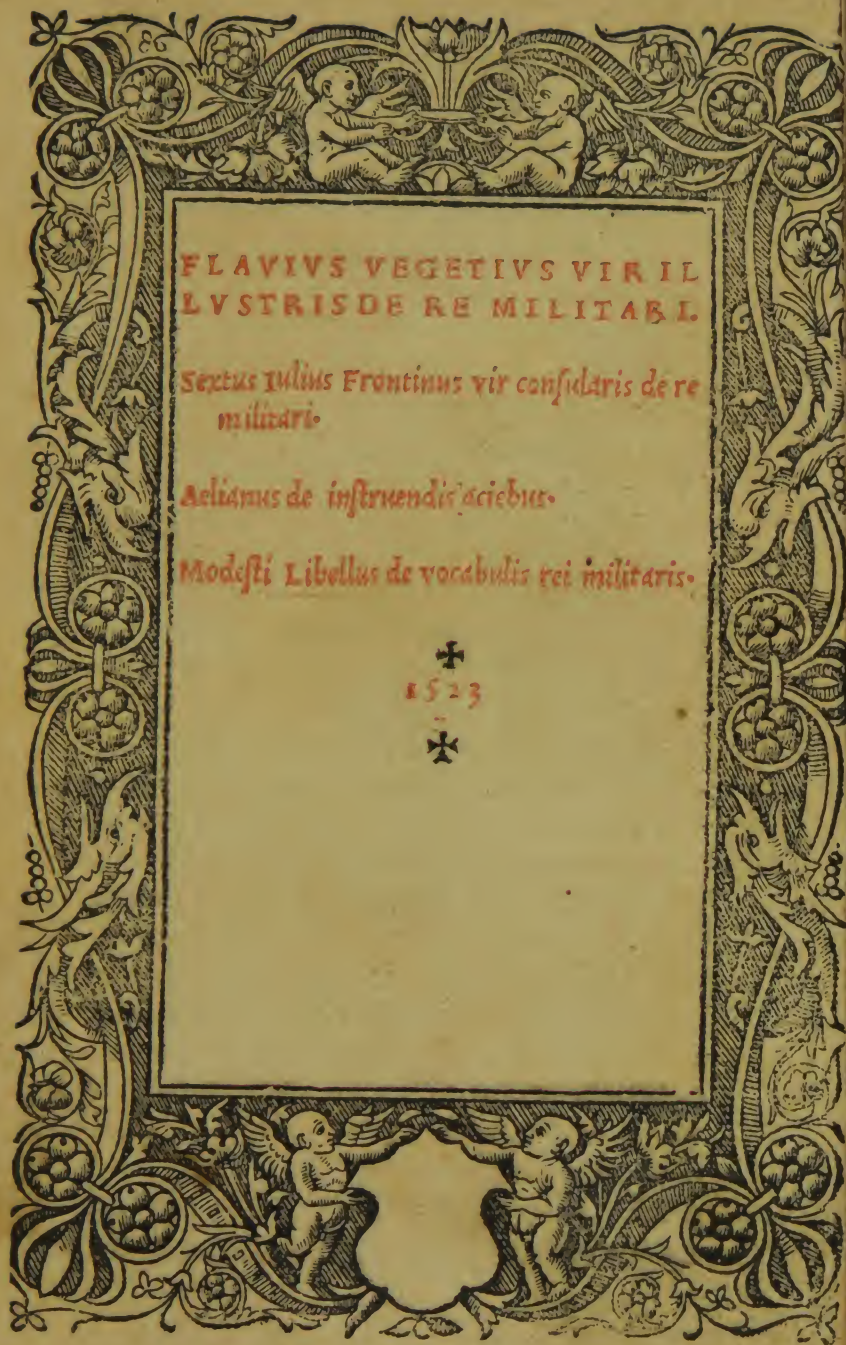 FLAVIVS VEGETIVS VIR IL
LVSTRIS DE RE MILITARI.
Sextus Iulius Frontinus vir conſularis de re
militari.
Aelianus de inſtruendis aciebus.
Modeſti Libellus de vocabulis rei militaris.
✠
1523
✠